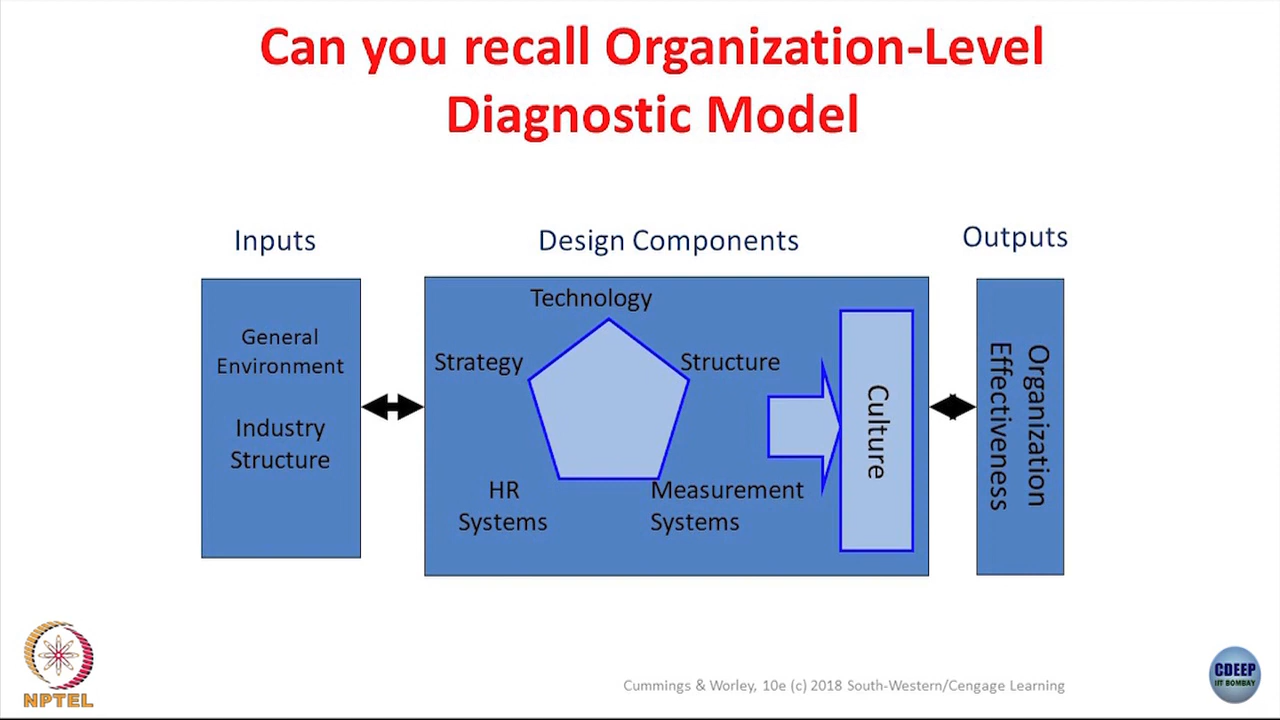 Can you recall Organization-Level
Diagnostic Model
Inputs
Design Components
Outputs
General
Environment
Industry
Structure
Technology
Strategy
Structure
HR
Systems
Measurement
Systems
Culture
Organization
Effectiveness
NPTEL
Cummings & Worley, 10e (c) 2018 South-Western/Cengage Learning
CDEEP
IIT BOMBAY